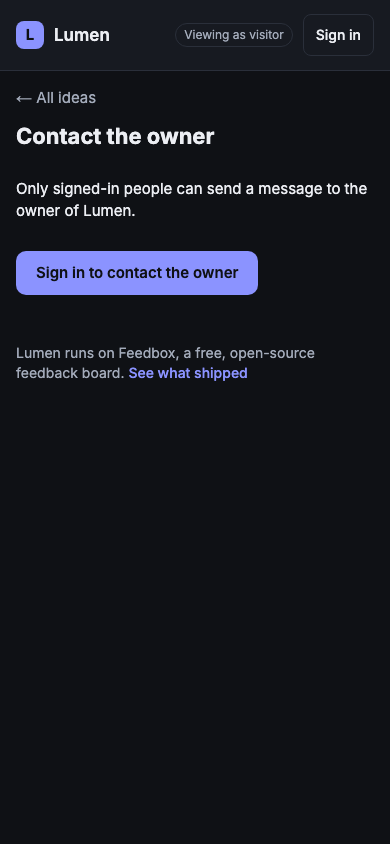 L
Lumen
Viewing as visitor
Sign in
← All ideas
Contact the owner
Only signed-in people can send a message to the
owner of Lumen.
Sign in to contact the owner
Lumen runs on Feedbox, a free, open-source
feedback board. See what shipped